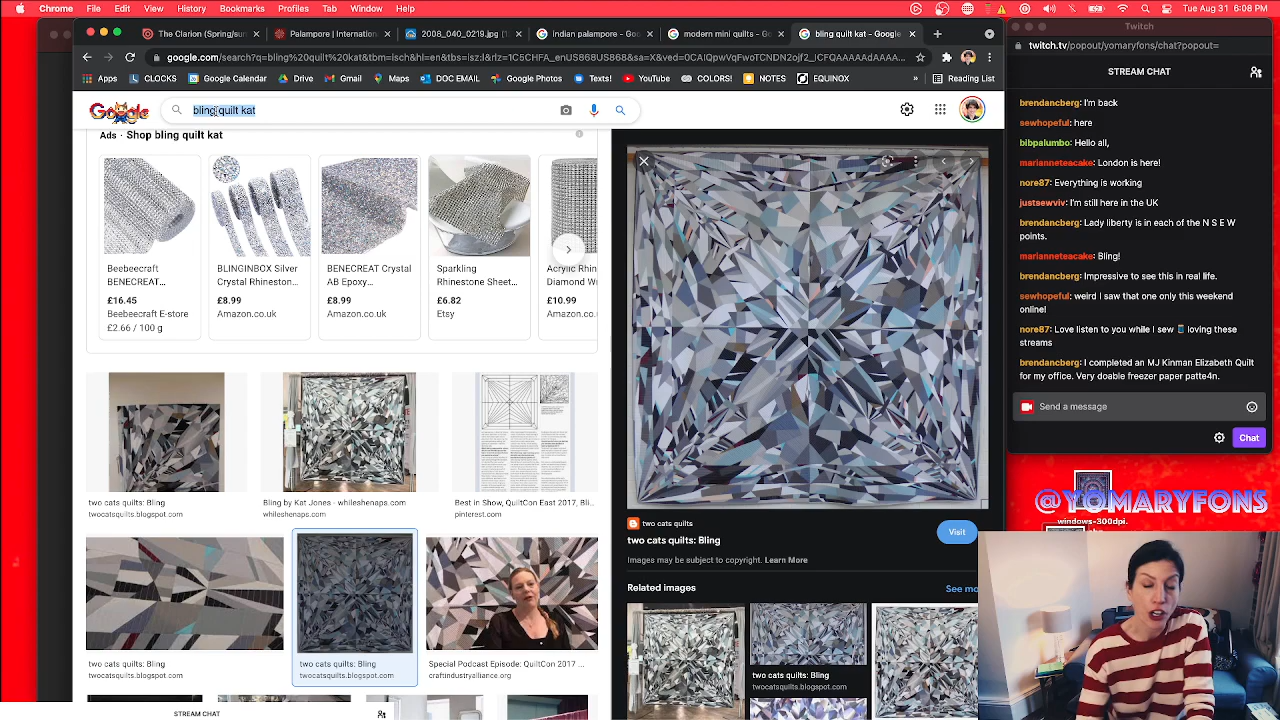 Chrome File Edit View History Bookmarks Profiles Tab Window Help
Tue Aug 31 6:08 PM
The Clarion (Spring/sur
Palampore | Internation
2008_040_0219.jpg (1
Indian palampore - Goo
modern mini quilts - Go
bling quilt kat - Google
Twitch
google.com/search?q=bling%20quilt%20kat&tbm=isch&hl=en&tbs=isz:l&rlz=1C5CHFA_enUS868US868&sa=X&ved=0CAIQpwVqFwoTCNDN2ojf2_ICFQAAAAAdAAAAA...
twitch.tv/popout/yomaryfons/chat?popout=
Apps
CLOCKS
Google Calendar
Drive
Gmail
Maps
DOC EMAIL
Google Photos
Texts!
YouTube
COLORS!
NOTES
EQUINOX
»
Reading List
STREAM CHAT
Google
bling quilt kat
Ads · Shop bling quilt kat
Beebeecraft
BENECREAT...
£16.45
Beebeecraft E-store
£2.66 / 100 g
BLINGINBOX Silver
Crystal Rhineston...
£8.99
Amazon.co.uk
BENECREAT Crystal
AB Epoxy...
£8.99
Amazon.co.uk
Sparkling
Rhinestone Sheet...
£6.82
Etsy
Acrylic Rhin
Diamond W
£10.99
Amazon.co.uk
two cats quilts: Bling
twocatsquilts.blogspot.com
Bling by Kat Jones - whileshenaps.com
whileshenaps.com
Best in Show, QuiltCon East 2017, Bli...
pinterest.com
two cats quilts: Bling
twocatsquilts.blogspot.com
two cats quilts: Bling
twocatsquilts.blogspot.com
Special Podcast Episode: QuiltCon 2017 ...
craftindustryalliance.org
STREAM CHAT
two cats quilts
two cats quilts: Bling
Visit
Images may be subject to copyright. Learn More
Related images
See mo
two cats quilts: Bling
twocatsquilts.blogspot.com
brendancberg: I'm back
sewhopeful: here
bibpalumbo: Hello all,
marianneteacake: London is here!
nore87: Everything is working
justsewviv: I'm still here in the UK
brendancberg: Lady liberty is in each of the N S E W
points.
marianneteacake: Bling!
brendancberg: Impressive to see this in real life.
sewhopeful: weird I saw that one only this weekend
online!
nore87: Love listen to you while I sew 🧵 loving these
streams
brendancberg: I completed an MJ Kinman Elizabeth Quilt
for my office. Very doable freezer paper patte4n.
Send a message
Chat
@YOMARYFONS
windows-300dpi.